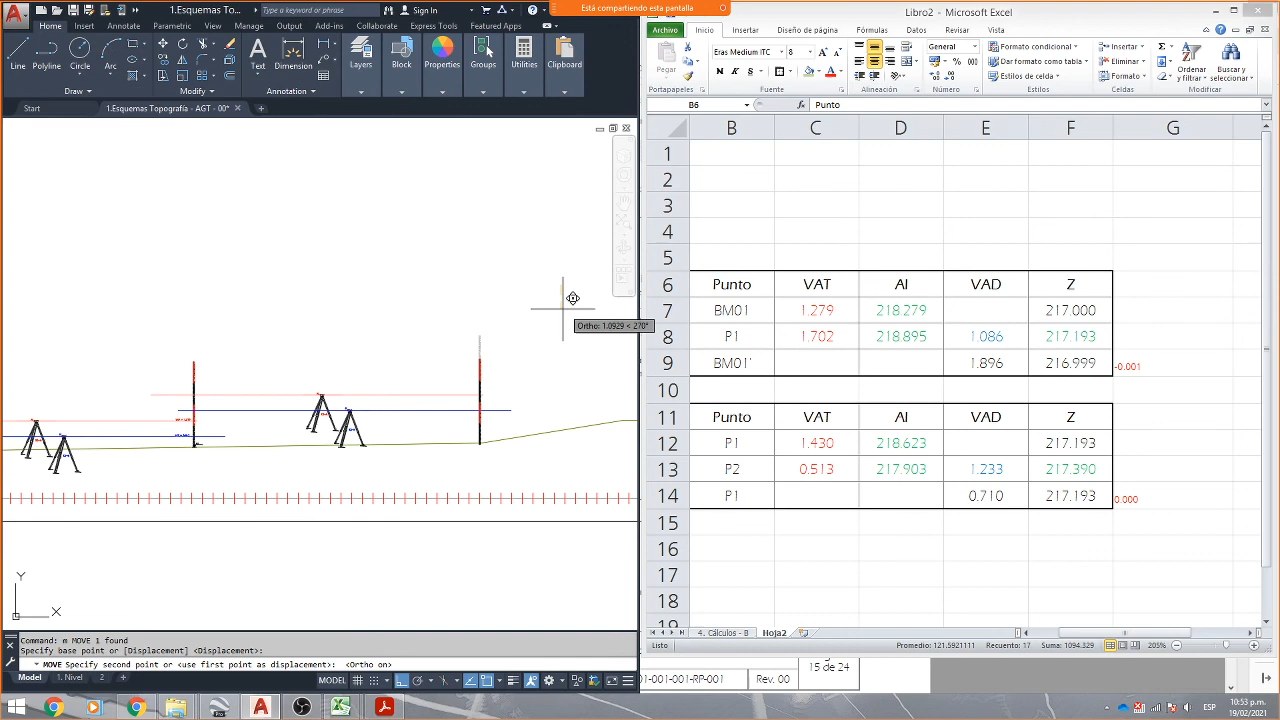 1.Esquemas To...
Type a keyword or phrase
Sign In
Está compartiendo esta pantalla
Libro2 - Microsoft Excel
Home Insert Annotate Parametric View Manage Output Add-ins Collaborate Express Tools Featured Apps
Archivo Inicio Insertar Diseño de página Fórmulas Datos Revisar Vista
Line Polyline Circle Arc
Text Dimension
Layers Block Properties Groups Utilities Clipboard
Draw Modify Annotation
Pegar
Eras Medium ITC 8
N K S
General
Formato condicional
Dar formato como tabla
Estilos de celda
Insertar
Eliminar
Formato
Ordenar y filtrar
Buscar y seleccionar
Portapapeles Fuente Alineación Número Estilos Celdas Modificar
Start 1.Esquemas Topografía - AGT - 00*
B6 Punto
B C D E F G
1
2
3
4
5
6 Punto VAT AI VAD Z
7 BM01 1.279 218.279 217.000
8 P1 1.702 218.895 1.086 217.193
9 BM01' 1.896 216.999 -0.001
10
11 Punto VAT AI VAD Z
12 P1 1.430 218.623 217.193
13 P2 0.513 217.903 1.233 217.390
14 P1 0.710 217.193 0.000
15
16
17
18
19
Ortho: 1.0929 < 270°
Y
X
Command: m MOVE 1 found
Specify base point or [Displacement] <Displacement>:
MOVE Specify second point or <use first point as displacement>: <Ortho on>
Model 1. Nivel 2
MODEL
4. Cálculos - B Hoja2
Listo Promedio: 121.5921111 Recuento: 17 Suma: 1094.329 205%
01-001-001-RP-001 Rev. 00 15 de 24
ESP
10:53 p.m.
19/02/2021